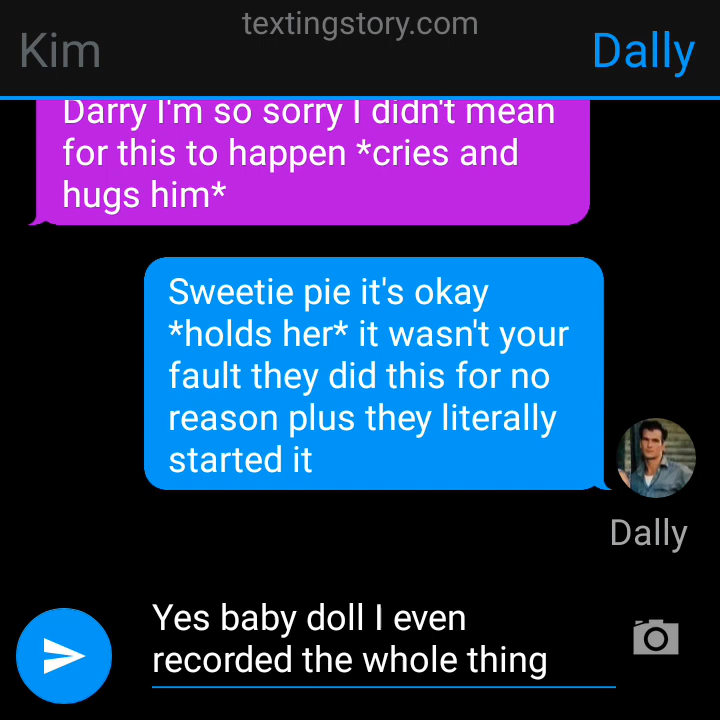 textingstory.com
Kim
Dally
Darry I'm so sorry I didn't mean
for this to happen *cries and
hugs him*
Sweetie pie it's okay
*holds her* it wasn't your
fault they did this for no
reason plus they literally
started it
Dally
Yes baby doll I even
recorded the whole thing